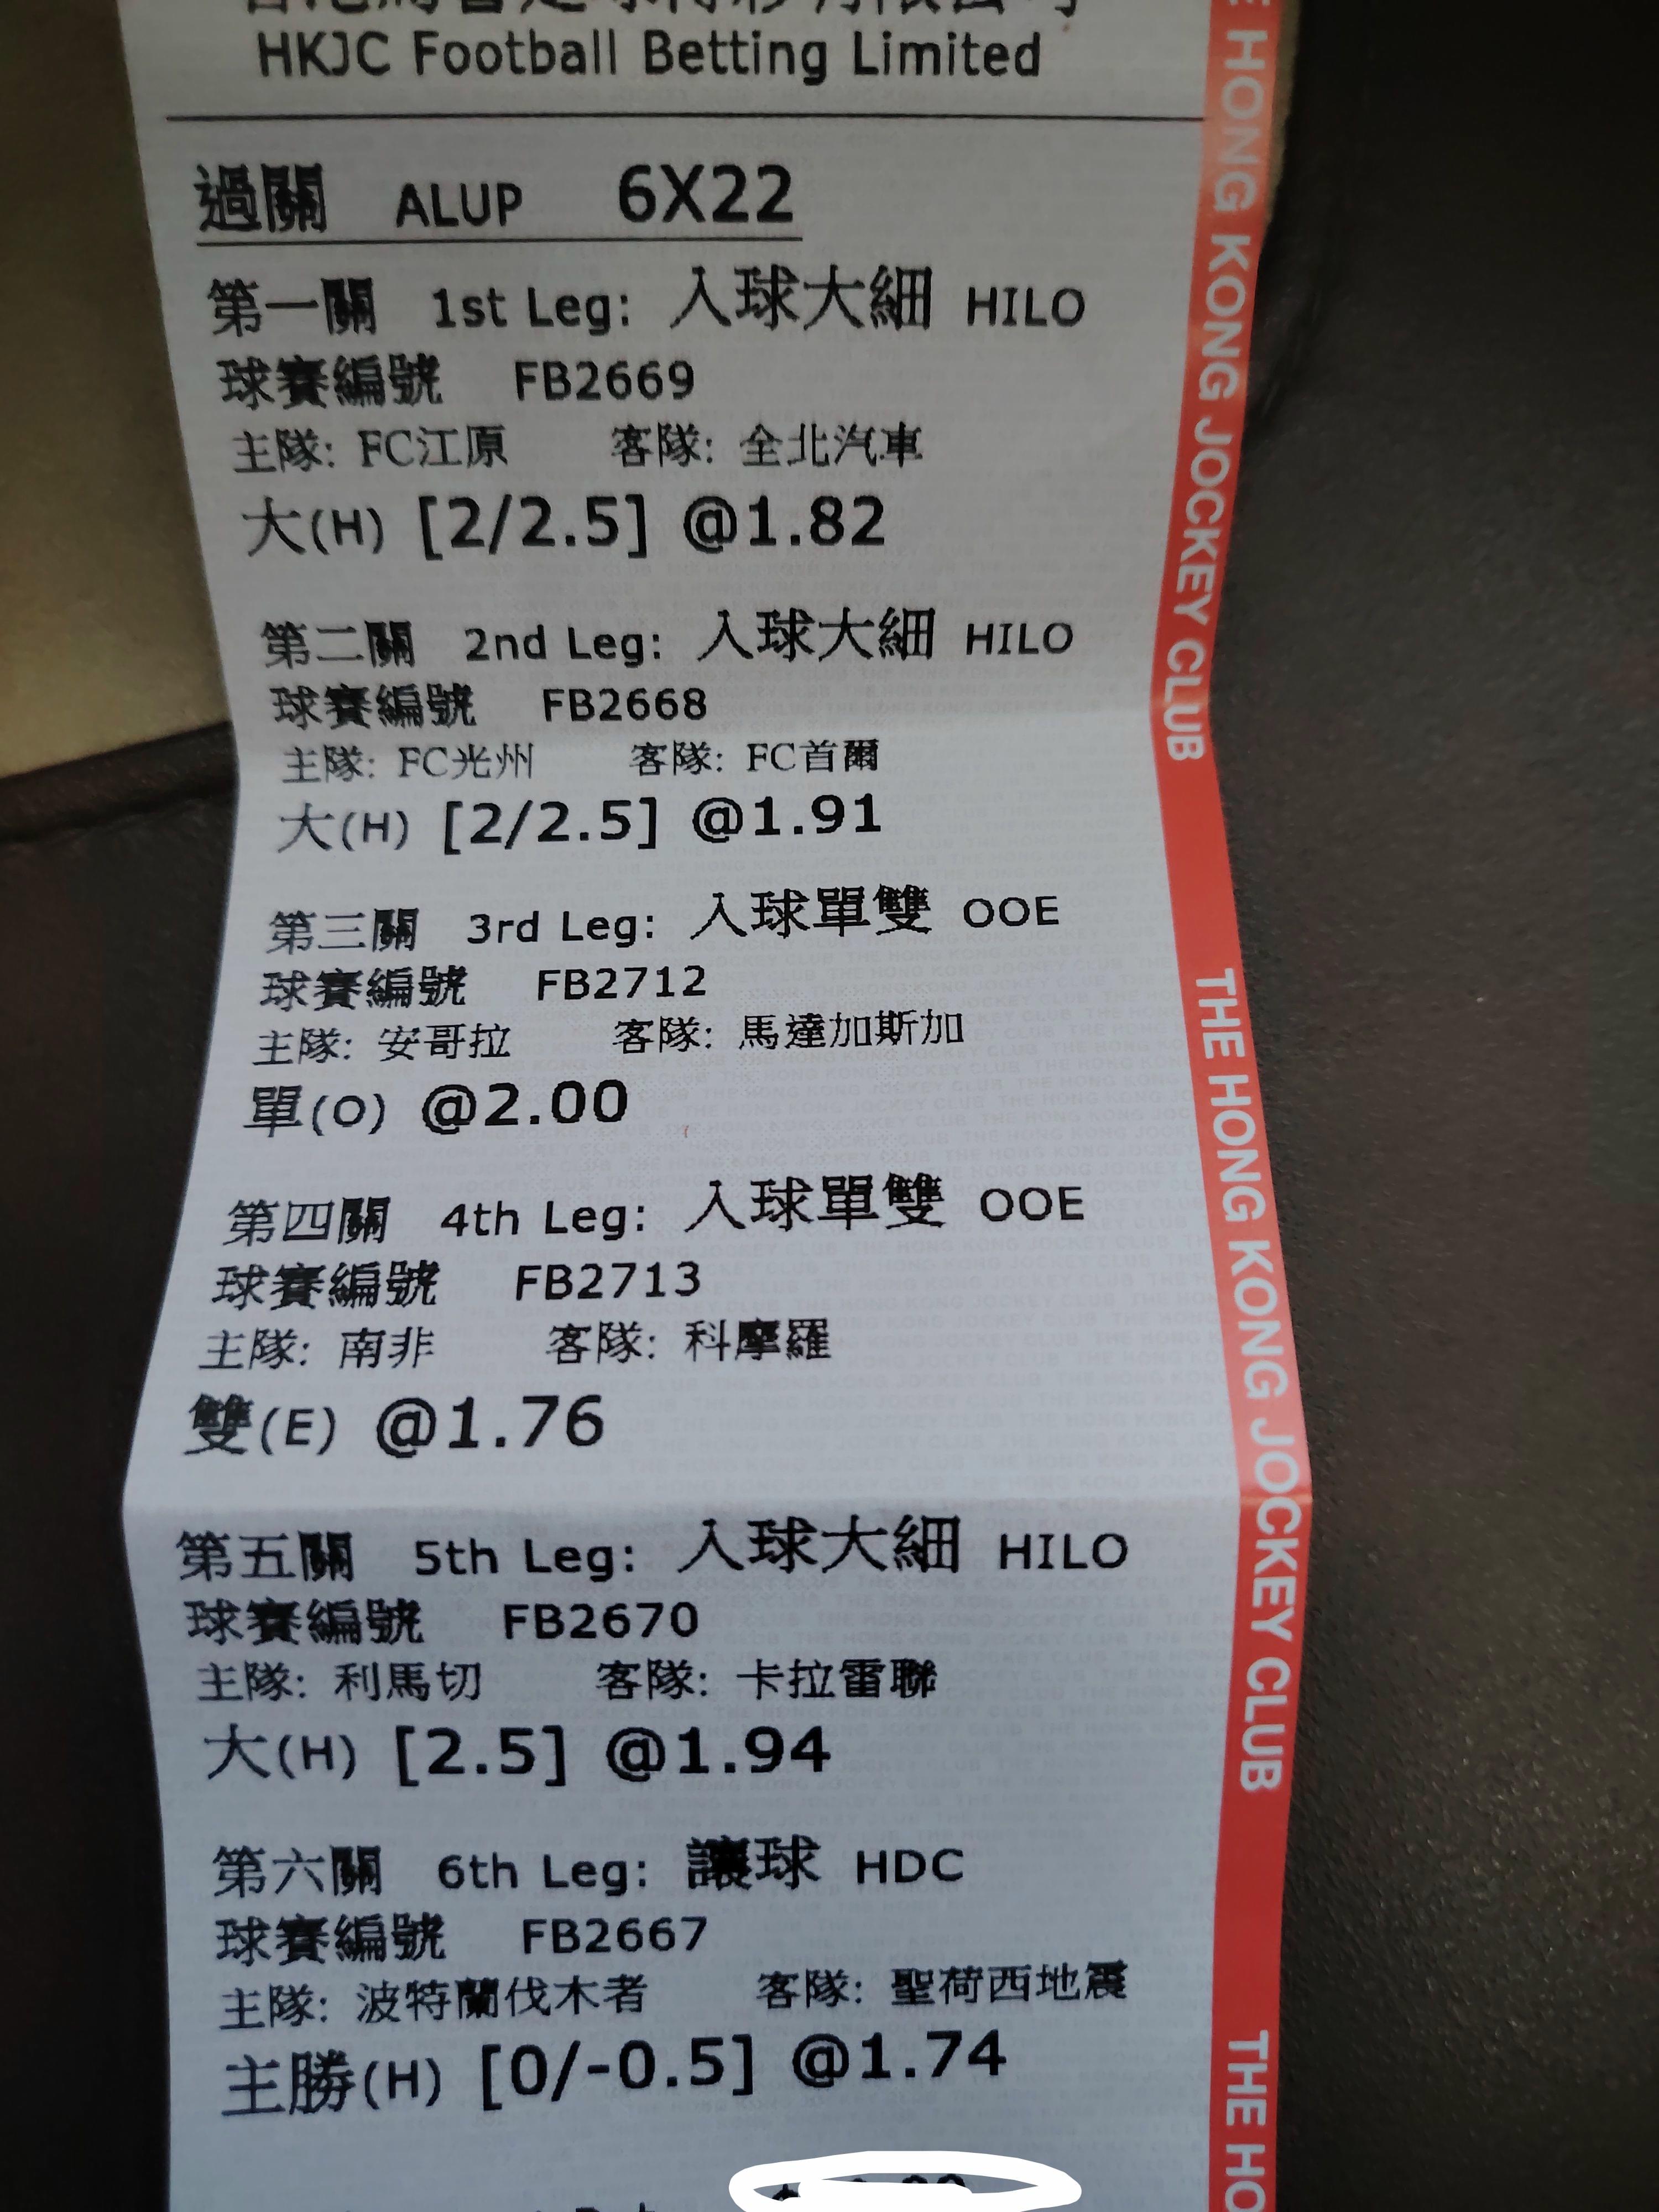 HKJC Football Betting Limited
過關 ALUP 6X22
第一關 1st Leg: 入球大細 HILO
球賽編號 FB2669
主隊: FC江原 客隊: 全北汽車
大(H) [2/2.5] @1.82
第二關 2nd Leg: 入球大細 HILO
球賽編號 FB2668
主隊: FC光州 客隊: FC首爾
大(H) [2/2.5] @1.91
第三關 3rd Leg: 入球單雙 OOE
球賽編號 FB2712
主隊: 安哥拉 客隊: 馬達加斯加
單(O) @2.00
第四關 4th Leg: 入球單雙 OOE
球賽編號 FB2713
主隊: 南非 客隊: 科摩羅
雙(E) @1.76
第五關 5th Leg: 入球大細 HILO
球賽編號 FB2670
主隊: 利馬切 客隊: 卡拉雷聯
大(H) [2.5] @1.94
第六關 6th Leg: 讓球 HDC
球賽編號 FB2667
主隊: 波特蘭伐木者 客隊: 聖荷西地震
主勝(H) [0/-0.5] @1.74
HONG KONG JOCKEY CLUB
THE HONG KONG JOCKEY CLUB
THE HO